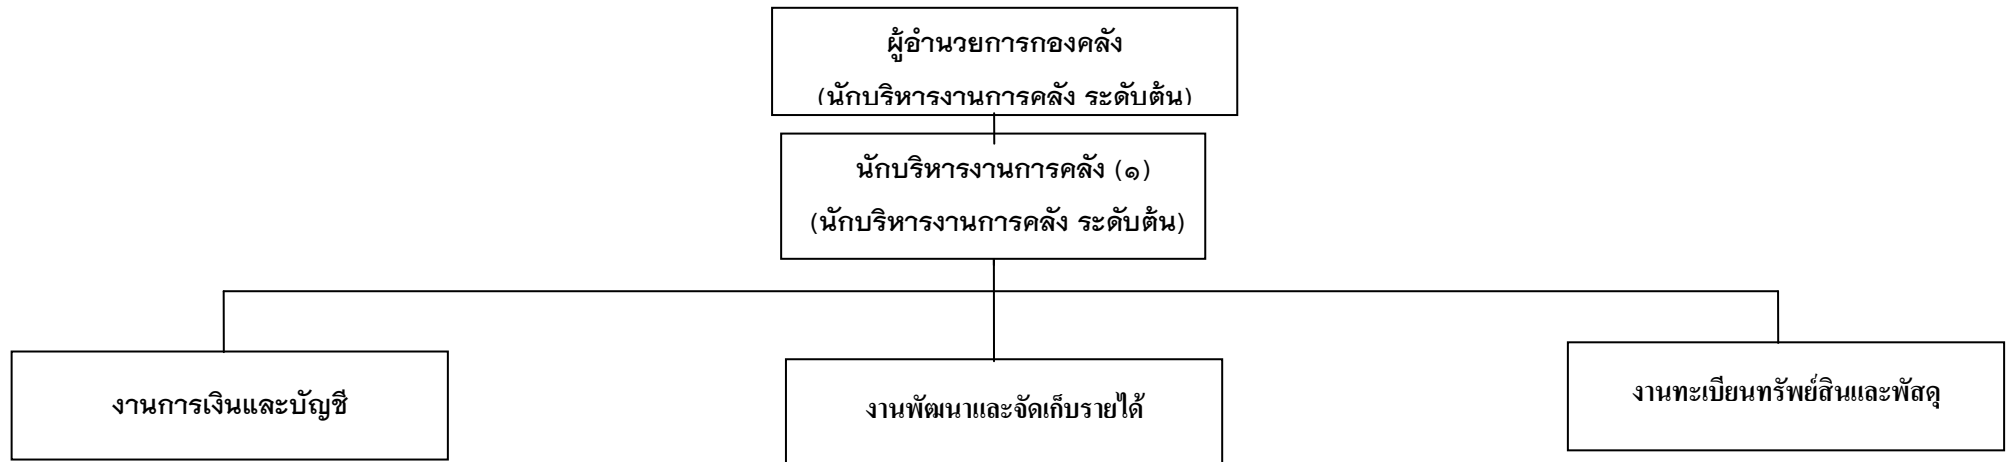 ผู้อำนวยการกองคลัง
(นักบริหารงานการคลัง ระดับต้น)
นักบริหารงานการคลัง (๑)
(นักบริหารงานการคลัง ระดับต้น)
งานการเงินและบัญชี
งานพัฒนาและจัดเก็บรายได้
งานทะเบียนทรัพย์สินและพัสดุ